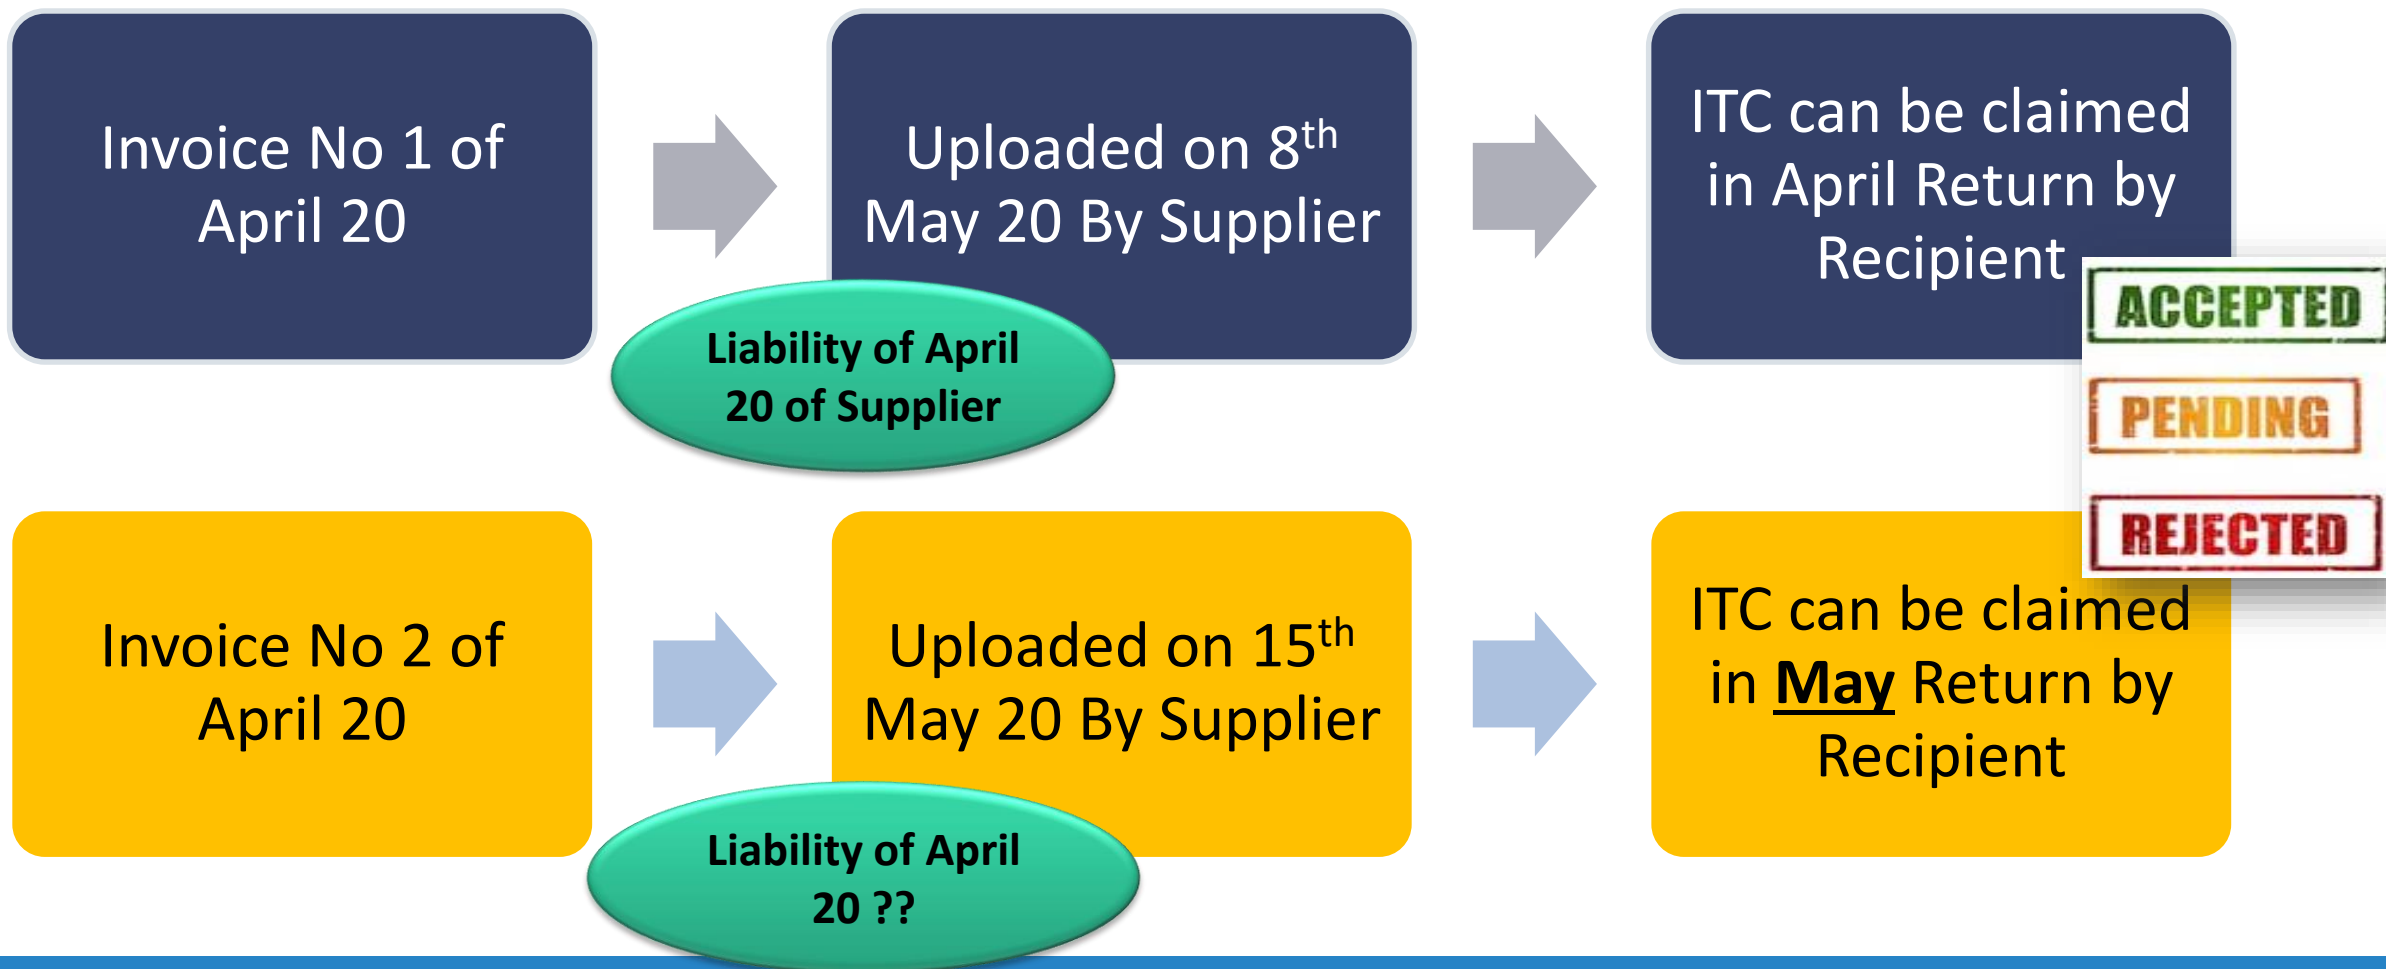 Invoice No 1 of
April 20
Uploaded on 8th
May 20 By Supplier
Liability of April
20 of Supplier
ITC can be claimed
in April Return by
Recipient
ACCEPTED
PENDING
REJECTED
Invoice No 2 of
April 20
Uploaded on 15th
May 20 By Supplier
Liability of April
20 ??
ITC can be claimed
in May Return by
Recipient